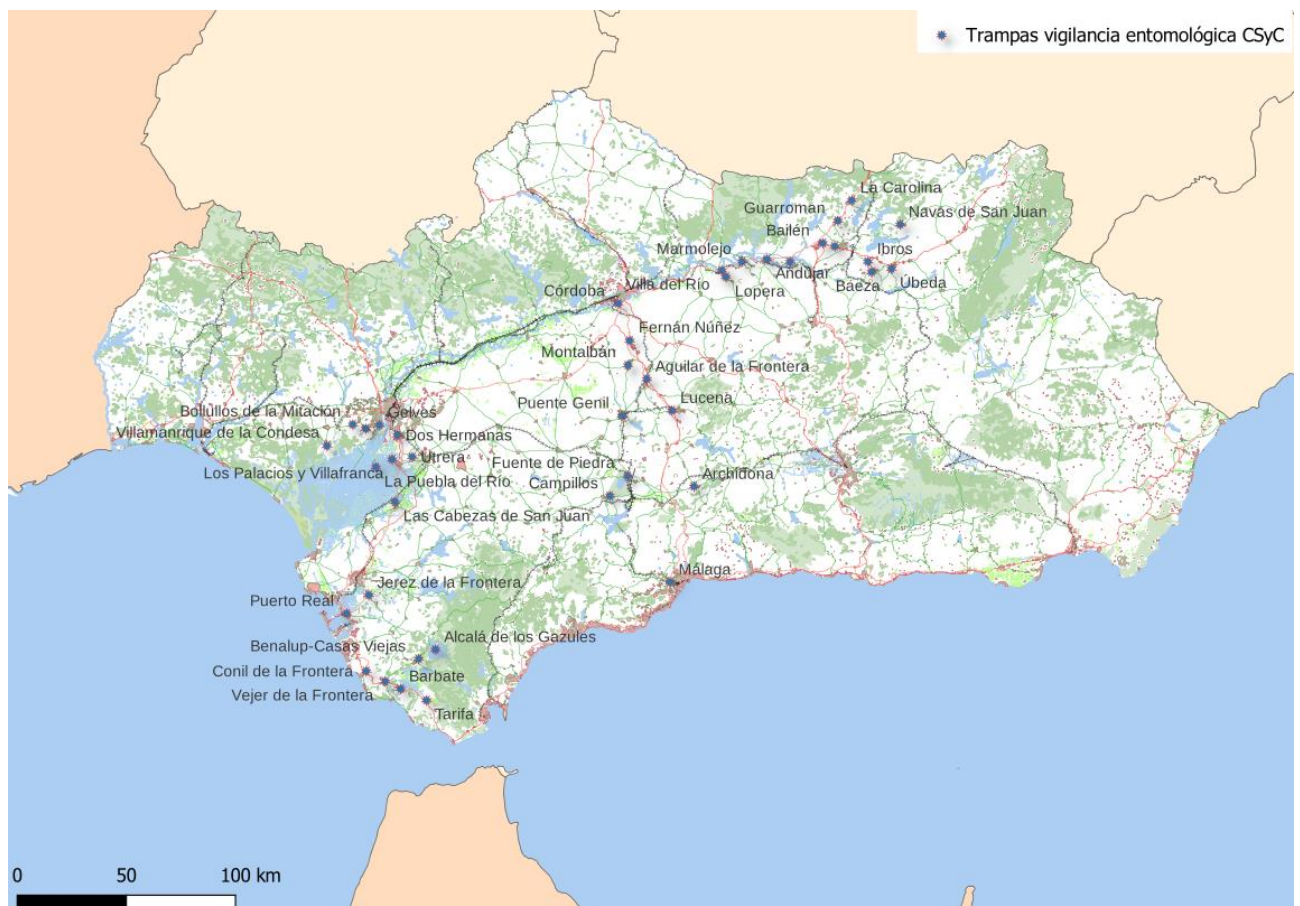 Trampas vigilancia entomológica CSyC
La Carolina
Guarroman
Navas de San Juan
Bailén
Marmolejo
Ibros
Andújar
Villa del Río
Baeza
Úbeda
Córdoba
Lopera
Fernán Núñez
Montalbán
Aguilar de la Frontera
Puente Genil
Lucena
Bollullos de la Mitación
Gelves
Villamanrique de la Condesa
Dos Hermanas
Utrera
Fuente de Piedra
Los Palacios y Villafranca
La Puebla del Río
Campillos
Archidona
Las Cabezas de San Juan
Málaga
Jerez de la Frontera
Puerto Real
Alcalá de los Gazules
Benalup-Casas Viejas
Conil de la Frontera
Barbate
Vejer de la Frontera
Tarifa
0 50 100 km